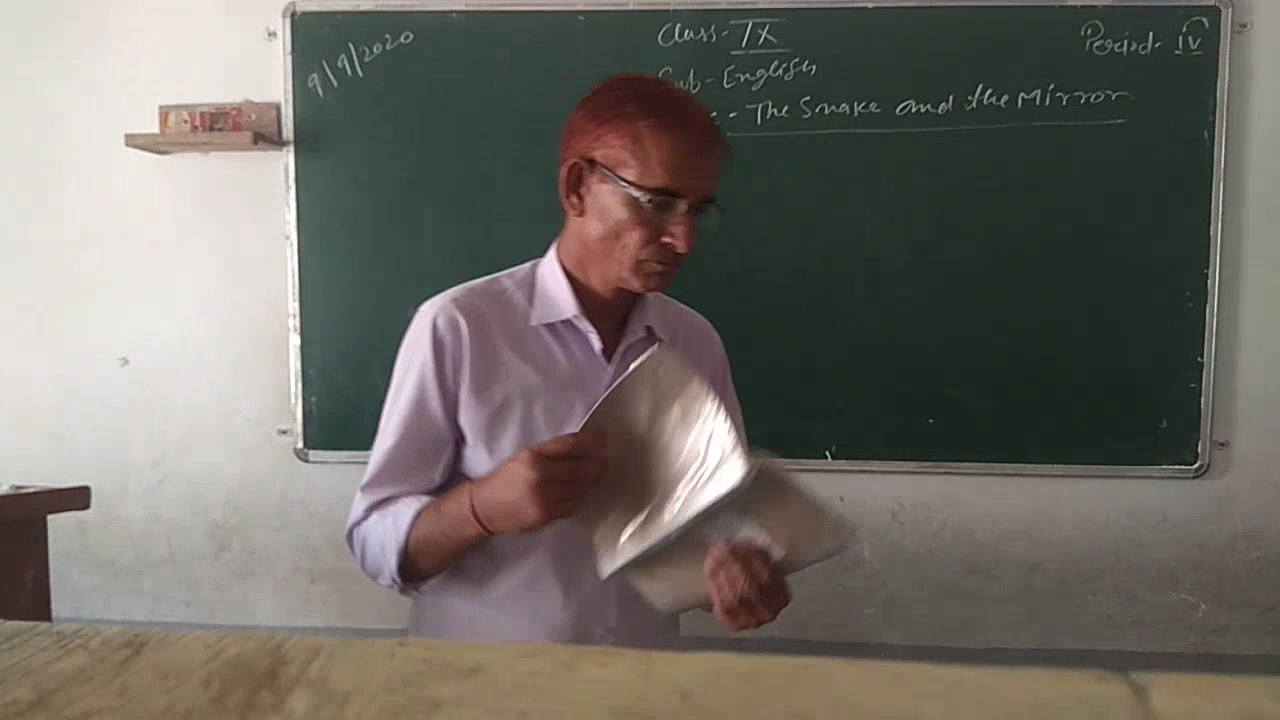 9/9/2020
Class- IX
Period- IV
Sub- English
:- The Snake and the Mirror